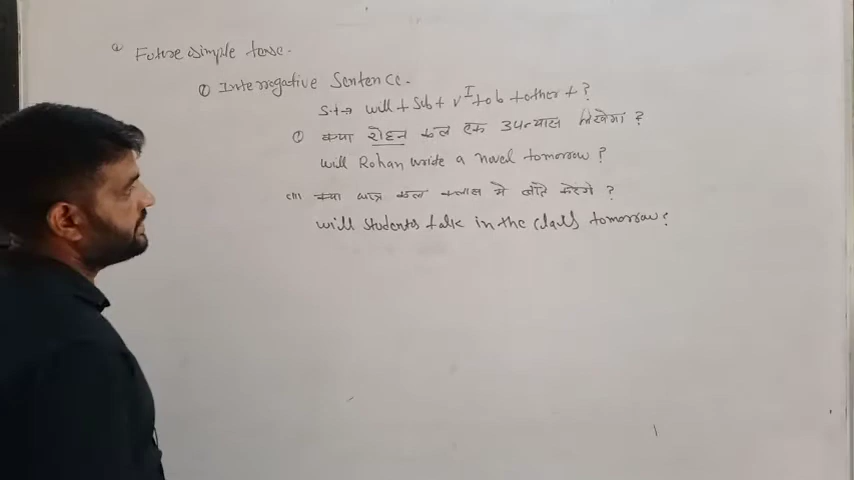 Future simple tense.
① Interrogative Sentence.
St→ will + Sub + V I + ob + other + ?
① क्या रोहन कल एक उपन्यास लिखेगा ?
will Rohan write a novel tomorrow ?
(ii) क्या छात्र कल क्लास मे बाते करेगे ?
will students talk in the class tomorrow ?